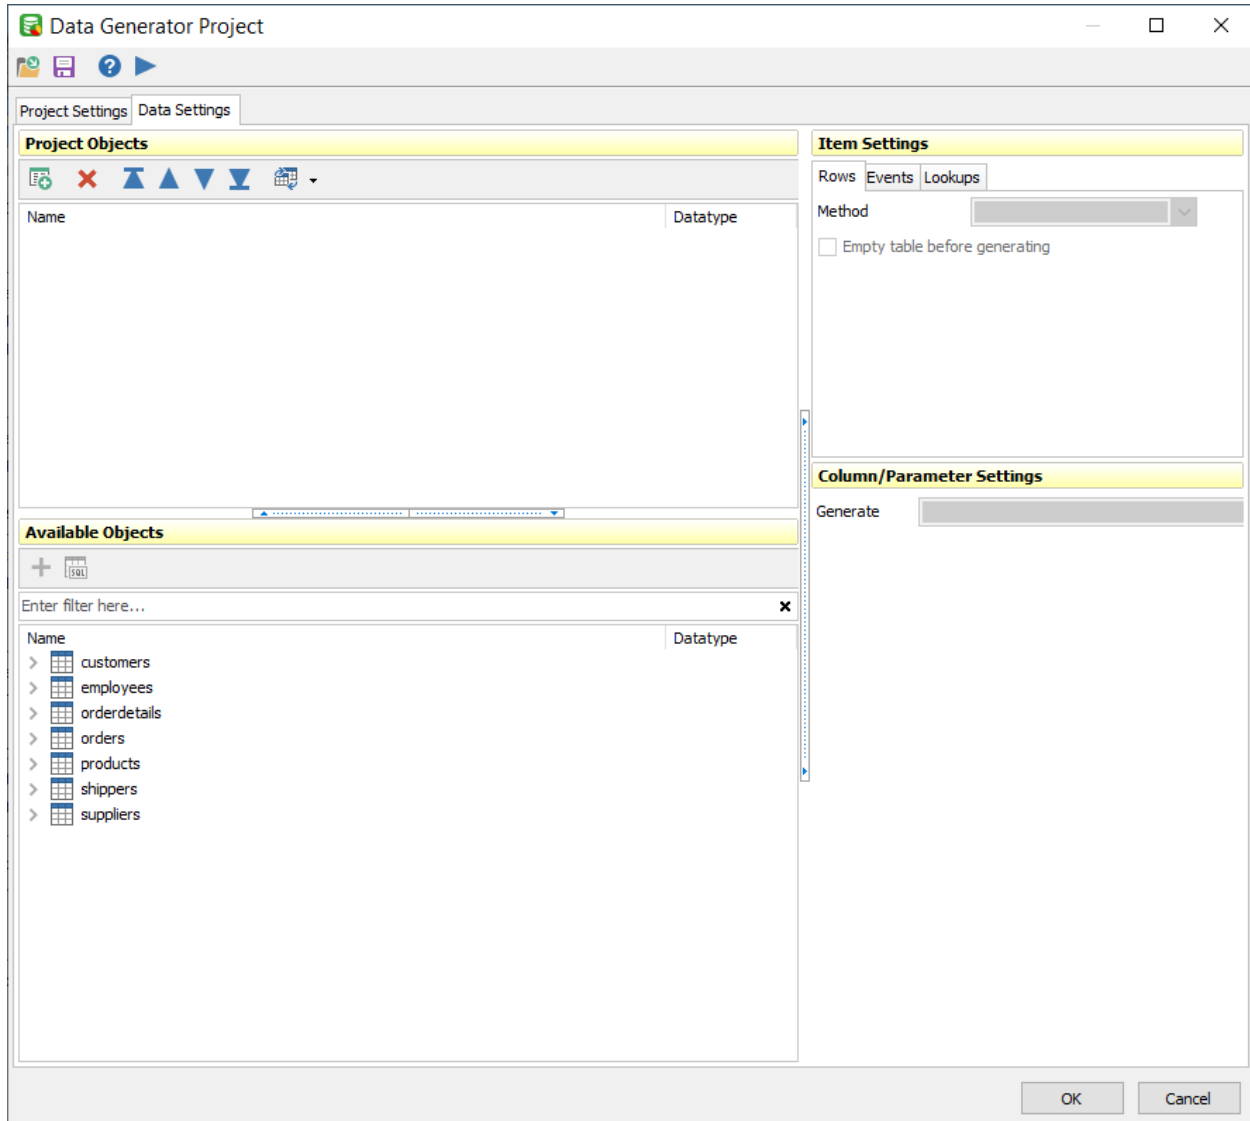 Data Generator Project
Project Settings Data Settings
Project Objects
Name Datatype
Item Settings
Rows Events Lookups
Method
Empty table before generating
Column/Parameter Settings
Generate
Available Objects
SQL
Enter filter here...
Name Datatype
customers
employees
orderdetails
orders
products
shippers
suppliers
OK Cancel